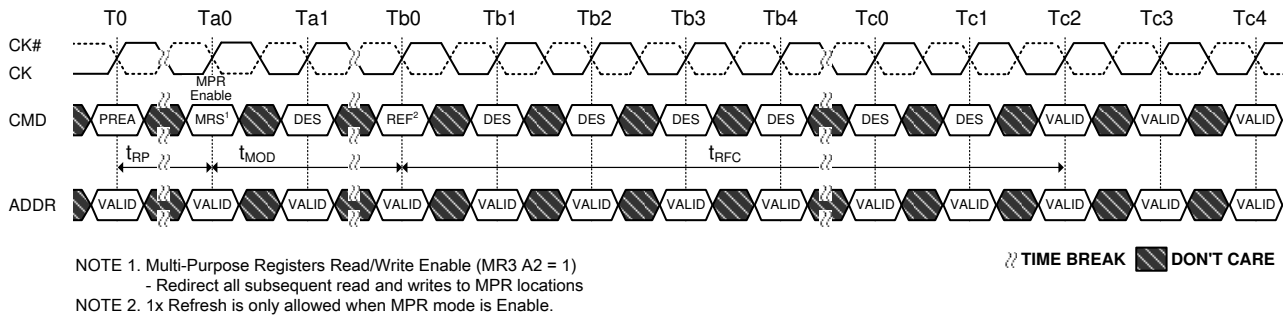 T0 Ta0 Ta1 Tb0 Tb1 Tb2 Tb3 Tb4 Tc0 Tc1 Tc2 Tc3 Tc4
CK#
CK
MPR
Enable
CMD PREA MRS1 DES REF2 DES DES DES DES DES DES VALID VALID VALID
tRP tMOD tRFC
ADDR VALID VALID VALID VALID VALID VALID VALID VALID VALID VALID VALID VALID VALID
NOTE 1. Multi-Purpose Registers Read/Write Enable (MR3 A2 = 1)
- Redirect all subsequent read and writes to MPR locations
NOTE 2. 1x Refresh is only allowed when MPR mode is Enable.
TIME BREAK DON'T CARE